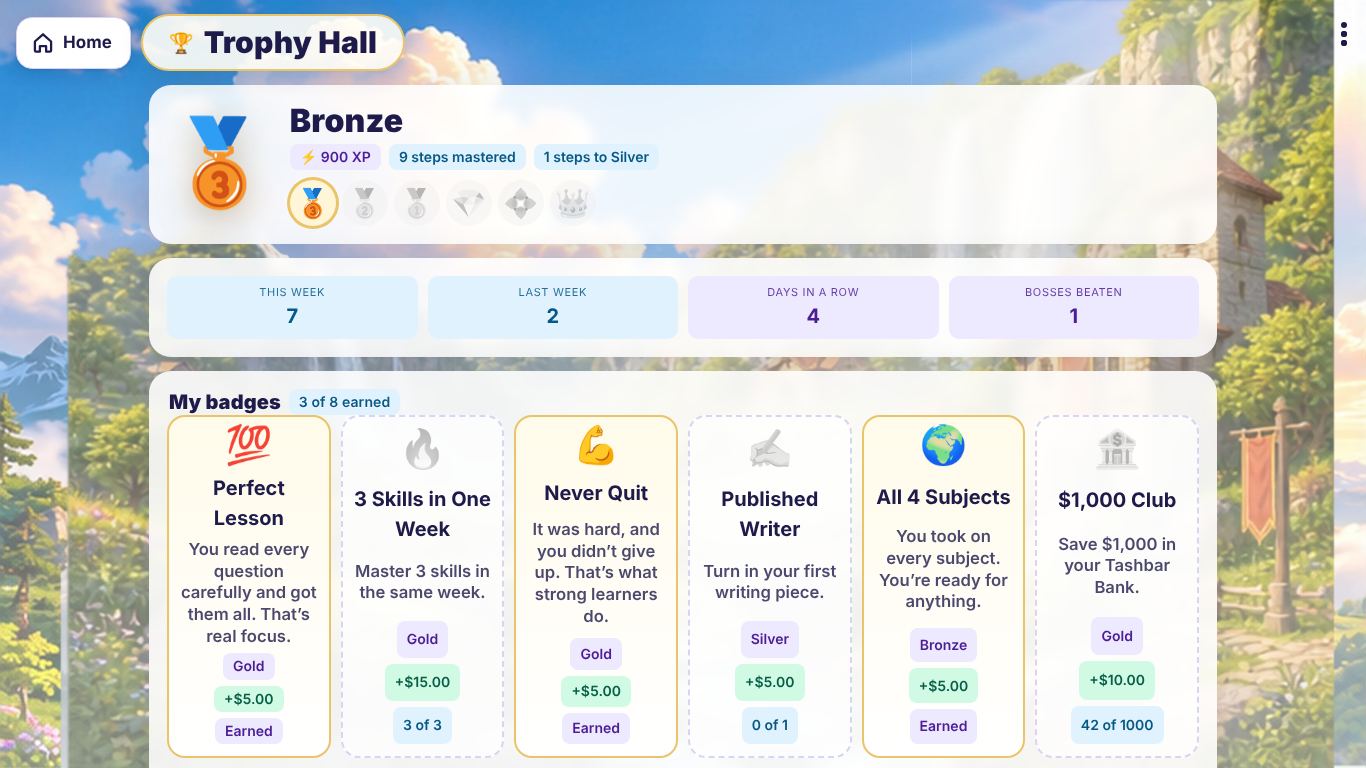 Home
🏆 Trophy Hall
Bronze
⚡ 900 XP
9 steps mastered
1 steps to Silver
THIS WEEK
7
LAST WEEK
2
DAYS IN A ROW
4
BOSSES BEATEN
1
My badges
3 of 8 earned
💯
Perfect
Lesson
You read every
question
carefully and got
them all. That’s
real focus.
Gold
+$5.00
Earned
3 Skills in One
Week
Master 3 skills in
the same week.
Gold
+$15.00
3 of 3
Never Quit
It was hard, and
you didn’t give
up. That’s what
strong learners
do.
Gold
+$5.00
Earned
Published
Writer
Turn in your first
writing piece.
Silver
+$5.00
0 of 1
All 4 Subjects
You took on
every subject.
You’re ready for
anything.
Bronze
+$5.00
Earned
$1,000 Club
Save $1,000 in
your Tashbar
Bank.
Gold
+$10.00
42 of 1000